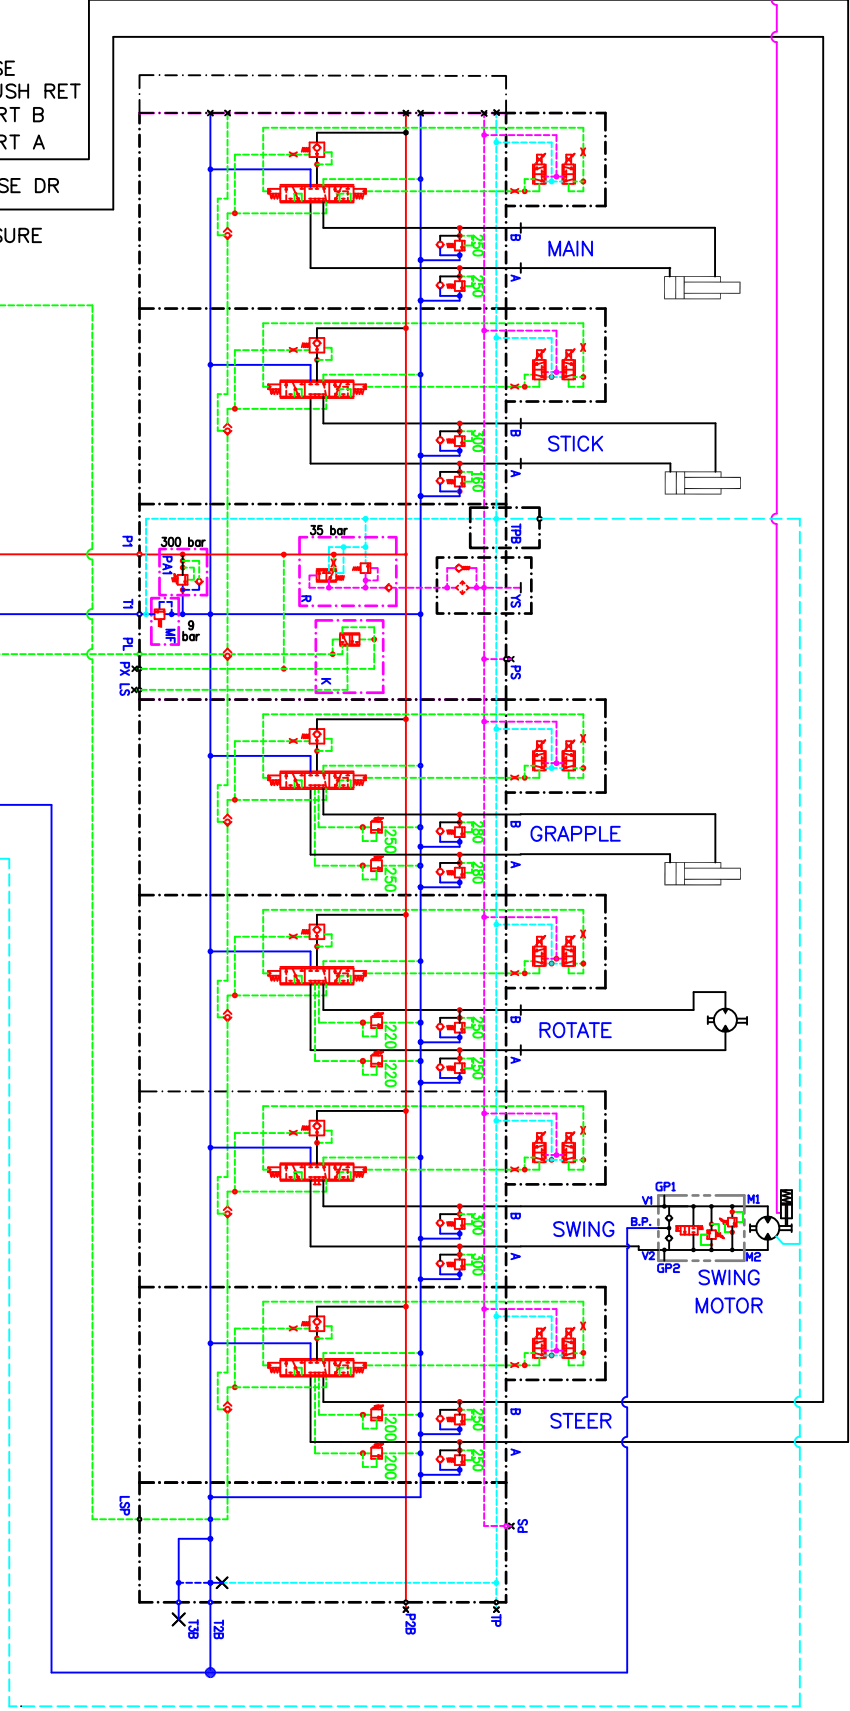 SE
USH RET
RT B
RT A
SE DR
SURE
B
250
MAIN
A
250
B
300
STICK
A
160
P1
300 bar
PA1
35 bar
R
TPB
T1
MF
9
bar
YS
PL
PX
LS
K
PS
B
280
250
GRAPPLE
A
280
250
B
250
220
ROTATE
A
250
220
B
300
SWING
A
300
GP1
V1
M1
B.P.
V2
M2
GP2
SWING
MOTOR
B
250
200
STEER
A
250
200
LSP
PS
T3B
T2B
P2B
TP